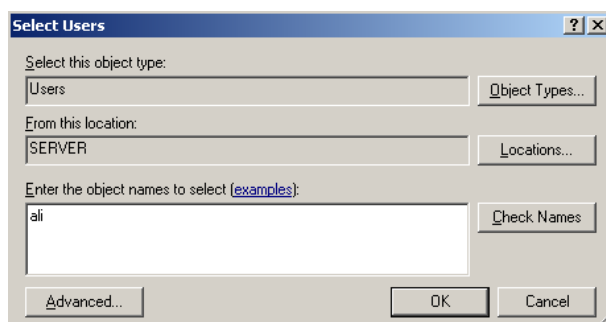 Select Users
Select this object type:
Users
Object Types...
From this location:
SERVER
Locations...
Enter the object names to select (examples):
ali
Check Names
Advanced...
OK
Cancel